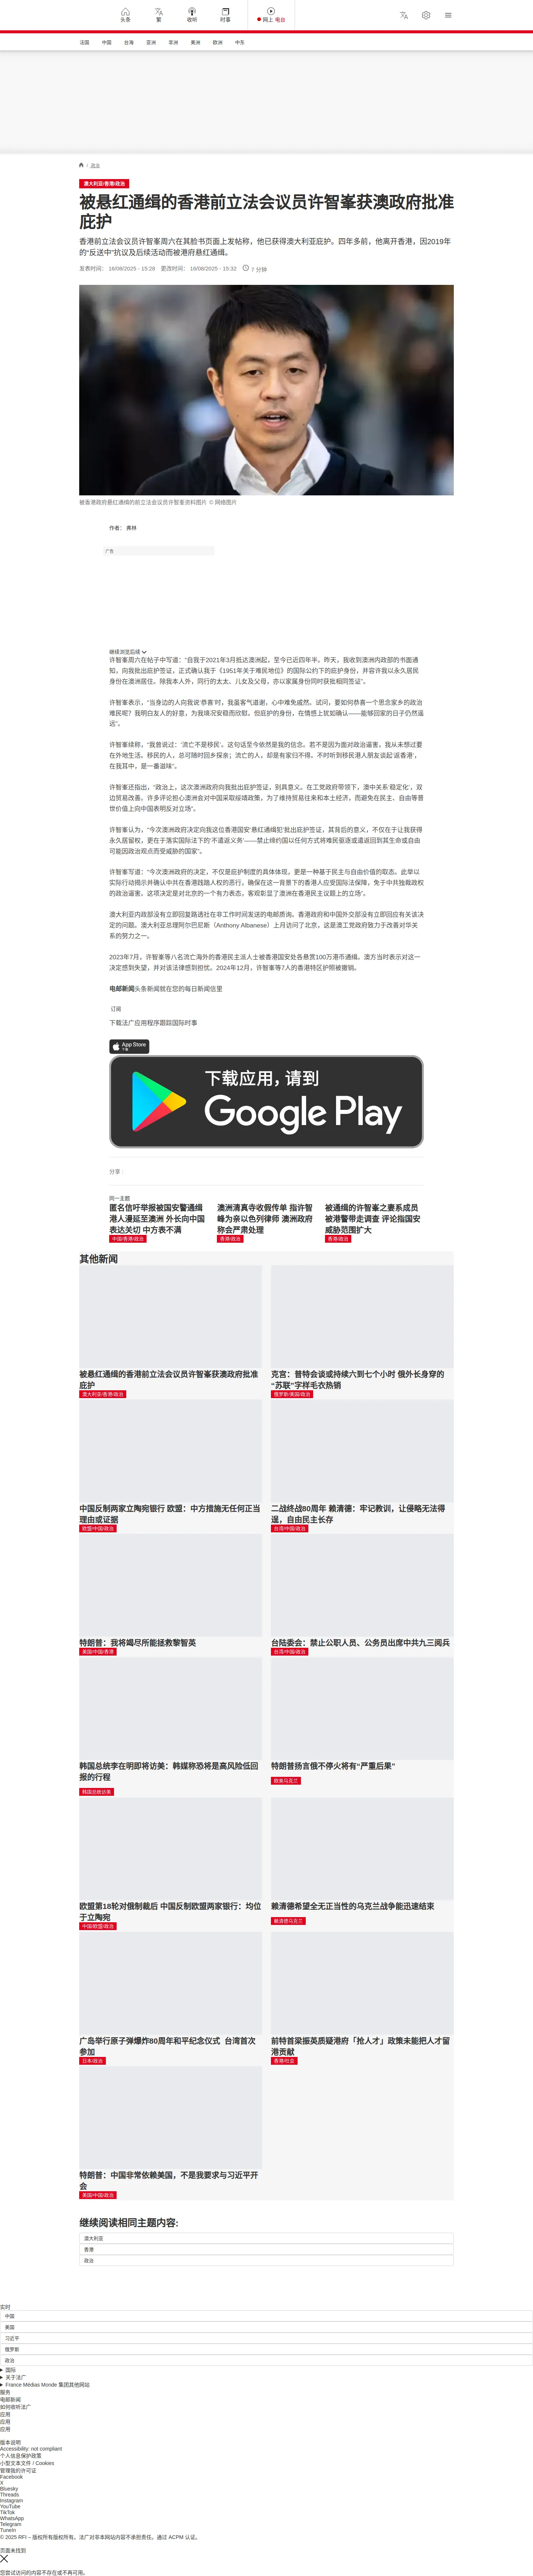 头条
繁
收听
时事
网上 电台
法国
中国
台海
亚洲
非洲
美洲
欧洲
中东
/ 政治
澳大利亚/香港/政治
被悬红通缉的香港前立法会议员许智峯获澳政府批准
庇护
香港前立法会议员许智峯周六在其脸书页面上发帖称，他已获得澳大利亚庇护。四年多前，他离开香港，因2019年
的“反送中”抗议及后续活动而被港府悬红通缉。
发表时间： 16/08/2025 - 15:28 更改时间： 16/08/2025 - 15:32 7 分钟
被香港政府悬红通缉的前立法会议员许智峯资料图片 © 网络图片
作者： 弗林
广告
继续浏览后续
许智峯周六在帖子中写道：“自我于2021年3月抵达澳洲起，至今已近四年半。昨天，我收到澳洲内政部的书面通
知，向我批出庇护签证，正式确认我于《1951年关于难民地位》的国际公约下的庇护身份，并容许我以永久居民
身份在澳洲居住。除我本人外，同行的太太、儿女及父母，亦以家属身份同时获批相同签证”。
许智峯表示，“当身边的人向我说‘恭喜’时，我虽客气道谢，心中难免戚然。试问，要如何恭喜一个思念家乡的政治
难民呢？我明白友人的好意，为我填况安稳而欣慰。但庇护的身份，在情感上犹如确认——能够回家的日子仍然遥
远”。
许智峯续称，“我曾说过：‘流亡不是移民’。这句话至今依然是我的信念。若不是因为面对政治逼害，我从未想过要
在外地生活。移民的人，总可随时回乡探亲；流亡的人，却是有家归不得。不时听到移民港人朋友谈起‘返香港’，
在我耳中，是一番滋味”。
许智峯还指出，“政治上，这次澳洲政府向我批出庇护签证，别具意义。在工党政府带领下，澳中关系‘稳定化’，双
边贸易改善。许多评论担心澳洲会对中国采取绥靖政策，为了维持贸易往来和本土经济，而避免在民主、自由等普
世价值上向中国表明反对立场”。
许智峯认为，“今次澳洲政府决定向我这位香港国安‘悬红通缉犯’批出庇护签证，其背后的意义，不仅在于让我获得
永久居留权，更在于落实国际法下的‘不遣返义务’——禁止缔约国以任何方式将难民驱逐或遣返回到其生命或自由
可能因政治观点而受威胁的国家”。
许智峯写道：“今次澳洲政府的决定，不仅是庇护制度的具体体现，更是一种基于民主与自由价值的取态。此举以
实际行动揭示并确认中共在香港践踏人权的恶行，确保在这一背景下的香港人应受国际法保障，免于中共独裁政权
的政治逼害。这项决定是对北京的一个有力表态，客观彰显了澳洲在香港民主议题上的立场”。
澳大利亚内政部没有立即回复路透社在非工作时间发送的电邮质询。香港政府和中国外交部没有立即回应有关该决
定的问题。澳大利亚总理阿尔巴尼斯（Anthony Albanese）上月访问了北京，这是澳工党政府致力于改善对华关
系的努力之一。
2023年7月，许智峯等八名流亡海外的香港民主派人士被香港国安处各悬赏100万港币通缉。澳方当时表示对这一
决定感到失望，并对该法律感到担忧。2024年12月，许智峯等7人的香港特区护照被撤销。
电邮新闻头条新闻就在您的每日新闻信里
订阅
下载法广应用程序跟踪国际时事
App Store
下载
下载应用，请到
Google Play
分享 :
同一主题
匿名信吁举报被国安警通缉
港人漫延至澳洲 外长向中国
表达关切 中方表不满
中国/香港/政治
澳洲清真寺收假传单 指许智
峰为亲以色列律师 澳洲政府
称会严肃处理
香港/政治
被通缉的许智峯之妻系成员
被港警带走调查 评论指国安
威胁范围扩大
香港/政治
其他新闻
被悬红通缉的香港前立法会议员许智峯获澳政府批准
庇护
澳大利亚/香港/政治
克宫：普特会谈或持续六到七个小时 俄外长身穿的
“苏联”字样毛衣热销
俄罗斯/美国/政治
中国反制两家立陶宛银行 欧盟：中方措施无任何正当
理由或证据
欧盟/中国/政治
二战终战80周年 赖清德：牢记教训，让侵略无法得
逞，自由民主长存
台湾/中国/政治
特朗普：我将竭尽所能拯救黎智英
美国/中国/香港
台陆委会：禁止公职人员、公务员出席中共九三阅兵
台湾/中国/政治
韩国总统李在明即将访美：韩媒称恐将是高风险低回
报的行程
韩国总统访美
特朗普扬言俄不停火将有“严重后果”
欧美乌克兰
欧盟第18轮对俄制裁后 中国反制欧盟两家银行：均位
于立陶宛
中国/欧盟/政治
赖清德希望全无正当性的乌克兰战争能迅速结束
赖清德乌克兰
广岛举行原子弹爆炸80周年和平纪念仪式 台湾首次
参加
日本/政治
前特首梁振英质疑港府「抢人才」政策未能把人才留
港贡献
香港/社会
特朗普：中国非常依赖美国，不是我要求与习近平开
会
美国/中国/政治
继续阅读相同主题内容:
澳大利亚
香港
政治
实时
中国
美国
习近平
俄罗斯
政治
国际
关于法广
France Médias Monde 集团其他网站
服务
电邮新闻
如何收听法广
应用
应用
应用
版本说明
Accessibility: not compliant
个人信息保护政策
小型文本文件 / Cookies
管理我的许可证
Facebook
X
Bluesky
Threads
Instagram
YouTube
TikTok
WhatsApp
Telegram
TuneIn
© 2025 RFI – 版权所有版权所有。法广对非本网站内容不承担责任。通过 ACPM 认证。
页面未找到
您尝试访问的内容不存在或不再可用。